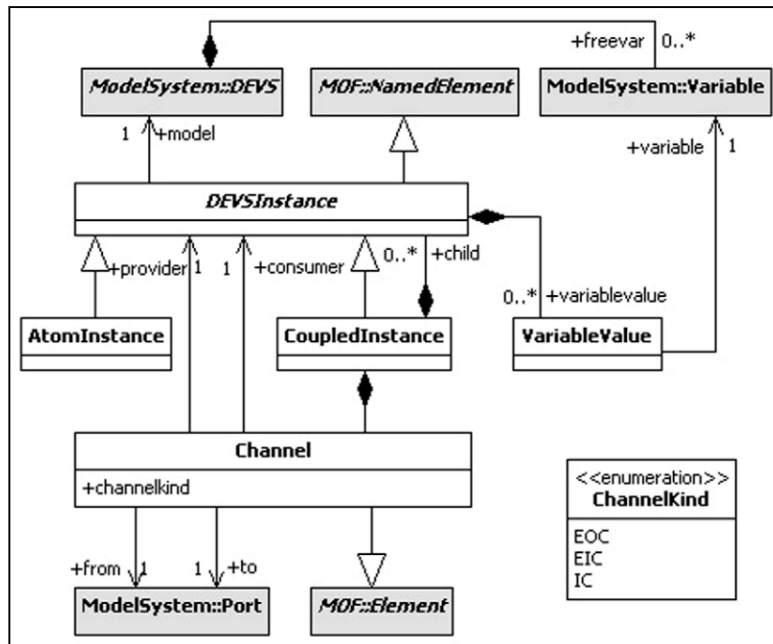 +freevar 0..*
ModelSystem::DEVS
MOF::NamedElement
ModelSystem::Variable
1 +model
+variable 1
DEVSInstance
+provider 1
1 +consumer
0..* +child
0..* +variablevalue
AtomInstance
CoupledInstance
VariableValue
Channel
+channelkind
<<enumeration>>
ChannelKind
EOC
EIC
IC
+from 1
1 +to
ModelSystem::Port
MOF::Element